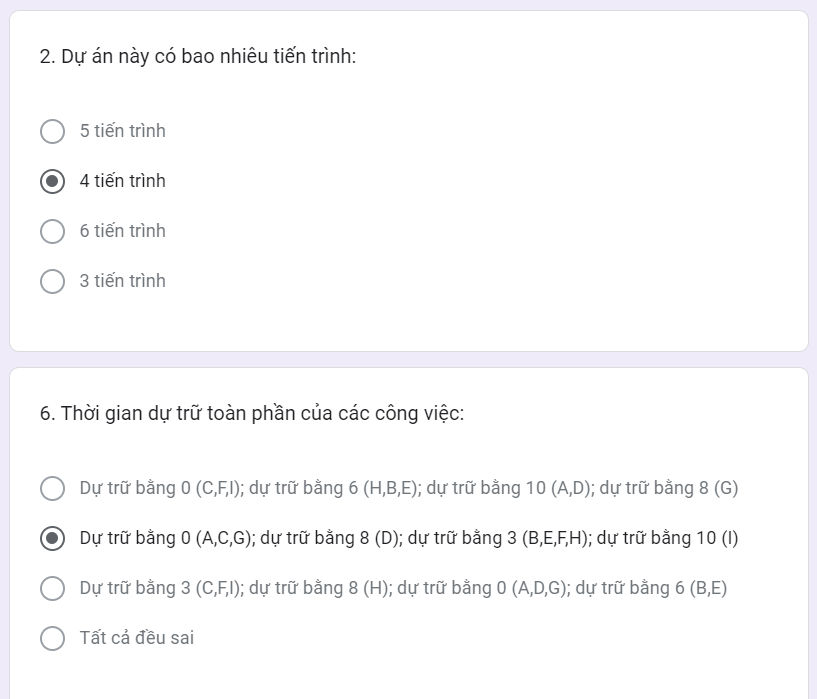 2. Dự án này có bao nhiêu tiến trình:
5 tiến trình
4 tiến trình
6 tiến trình
3 tiến trình
6. Thời gian dự trữ toàn phần của các công việc:
Dự trữ bằng 0 (C,F,I); dự trữ bằng 6 (H,B,E); dự trữ bằng 10 (A,D); dự trữ bằng 8 (G)
Dự trữ bằng 0 (A,C,G); dự trữ bằng 8 (D); dự trữ bằng 3 (B,E,F,H); dự trữ bằng 10 (I)
Dự trữ bằng 3 (C,F,I); dự trữ bằng 8 (H); dự trữ bằng 0 (A,D,G); dự trữ bằng 6 (B,E)
Tất cả đều sai